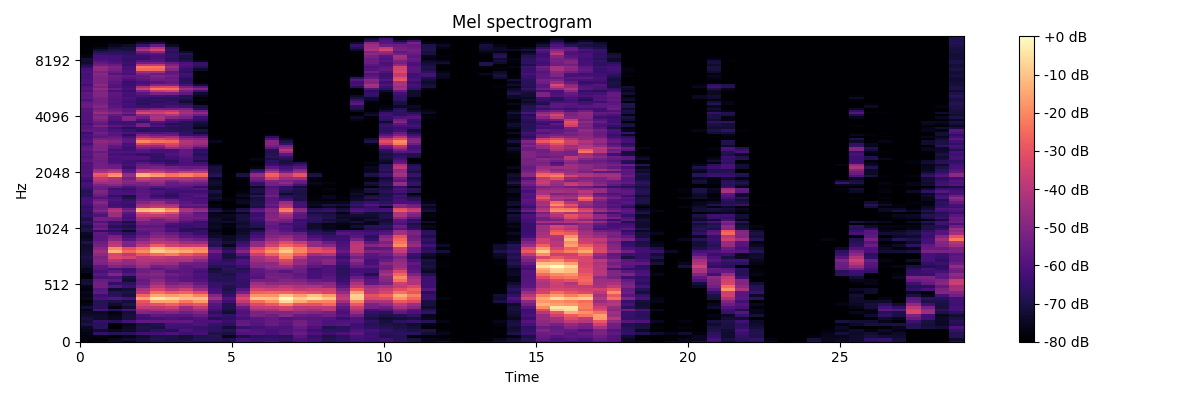 Mel spectrogram
Hz
8192
4096
2048
1024
512
0
0 5 10 15 20 25
Time
+0 dB
-10 dB
-20 dB
-30 dB
-40 dB
-50 dB
-60 dB
-70 dB
-80 dB